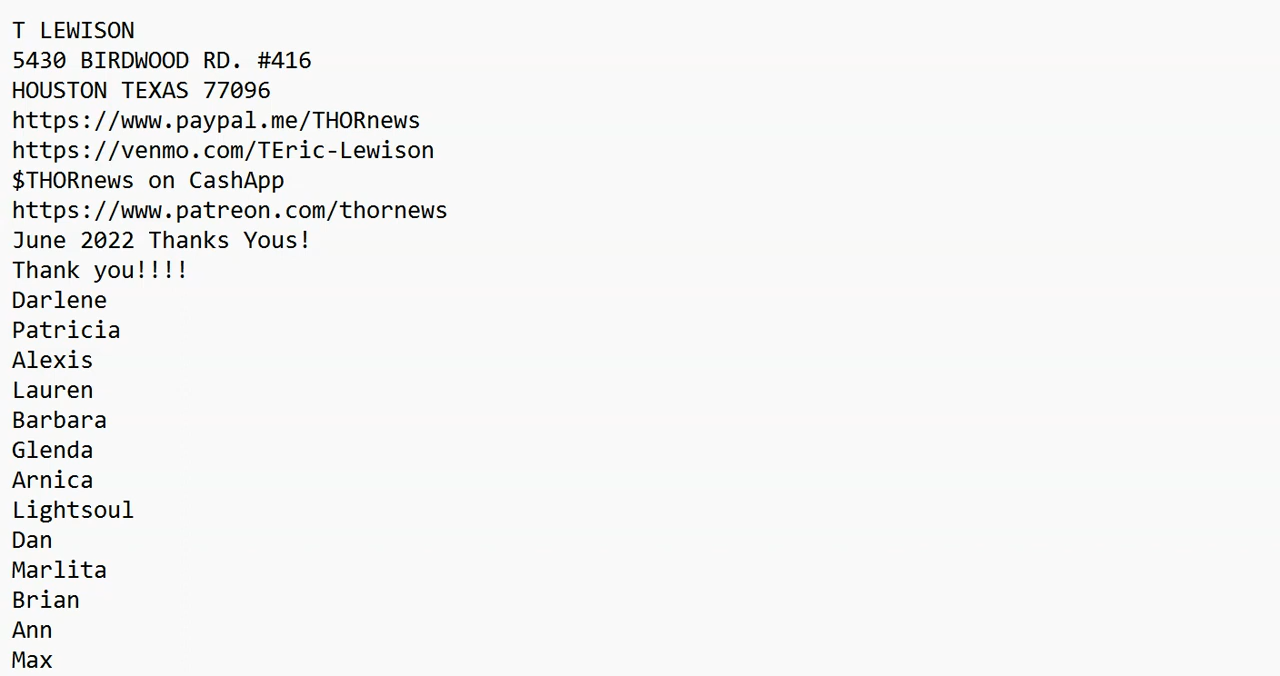 T LEWISON
5430 BIRDWOOD RD. #416
HOUSTON TEXAS 77096
https://www.paypal.me/THORnews
https://venmo.com/TEric-Lewison
$THORnews on CashApp
https://www.patreon.com/thornews
June 2022 Thanks Yous!
Thank you!!!!
Darlene
Patricia
Alexis
Lauren
Barbara
Glenda
Arnica
Lightsoul
Dan
Marlita
Brian
Ann
Max